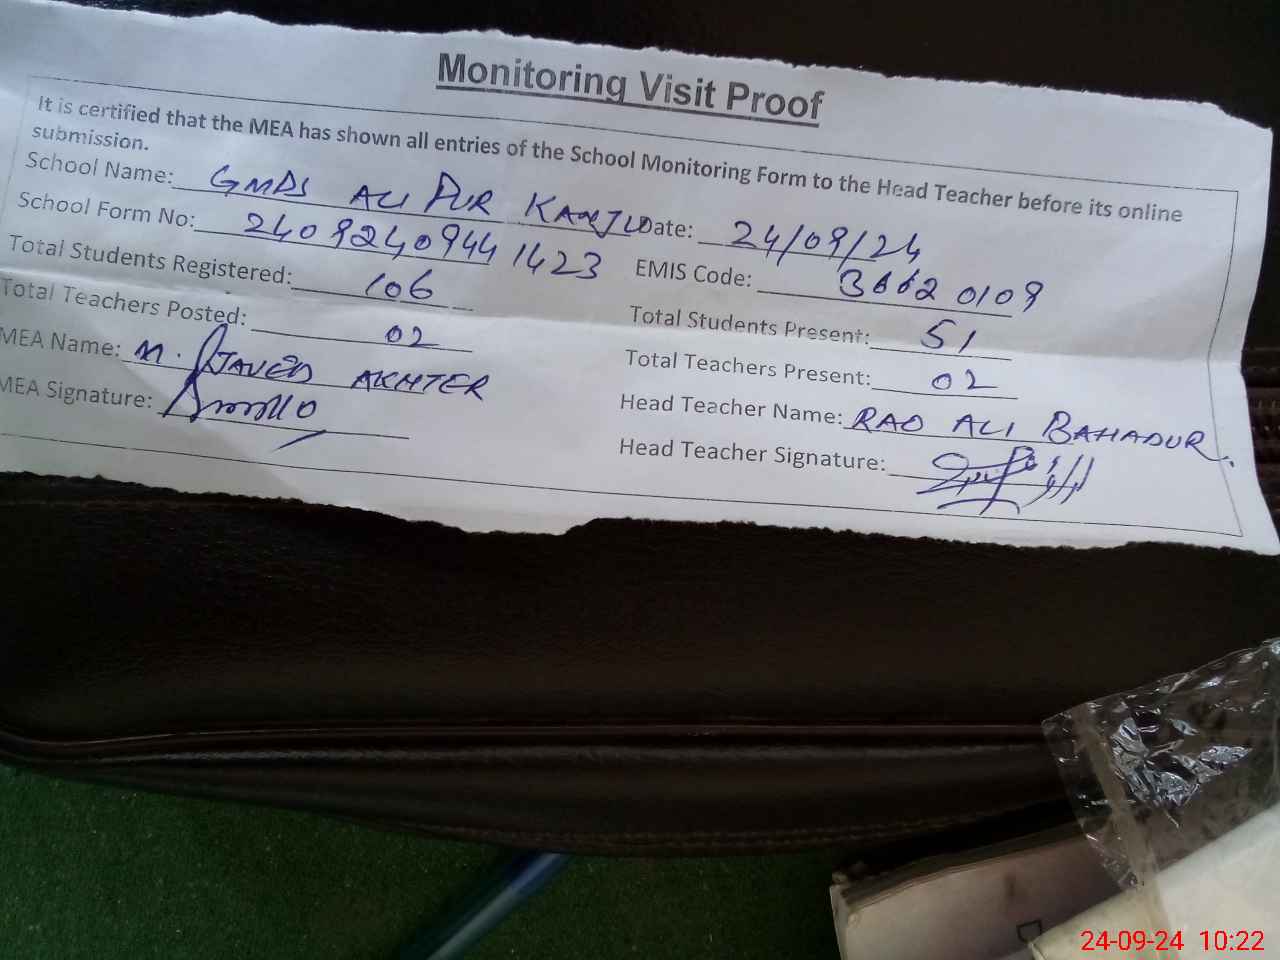 Monitoring Visit Proof
It is certified that the MEA has shown all entries of the School Monitoring Form to the Head Teacher before its online
submission.
School Name: GMDS ALI PUR KANJU Date: 24/09/24
School Form No: 24092409441423 EMIS Code: 36620109
Total Students Registered: 106 Total Students Present: 51
Total Teachers Posted: 02 Total Teachers Present: 02
MEA Name: M. JAVED AKHTER Head Teacher Name: RAO ALI BAHADUR.
MEA Signature: Head Teacher Signature:
24-09-24 10:22